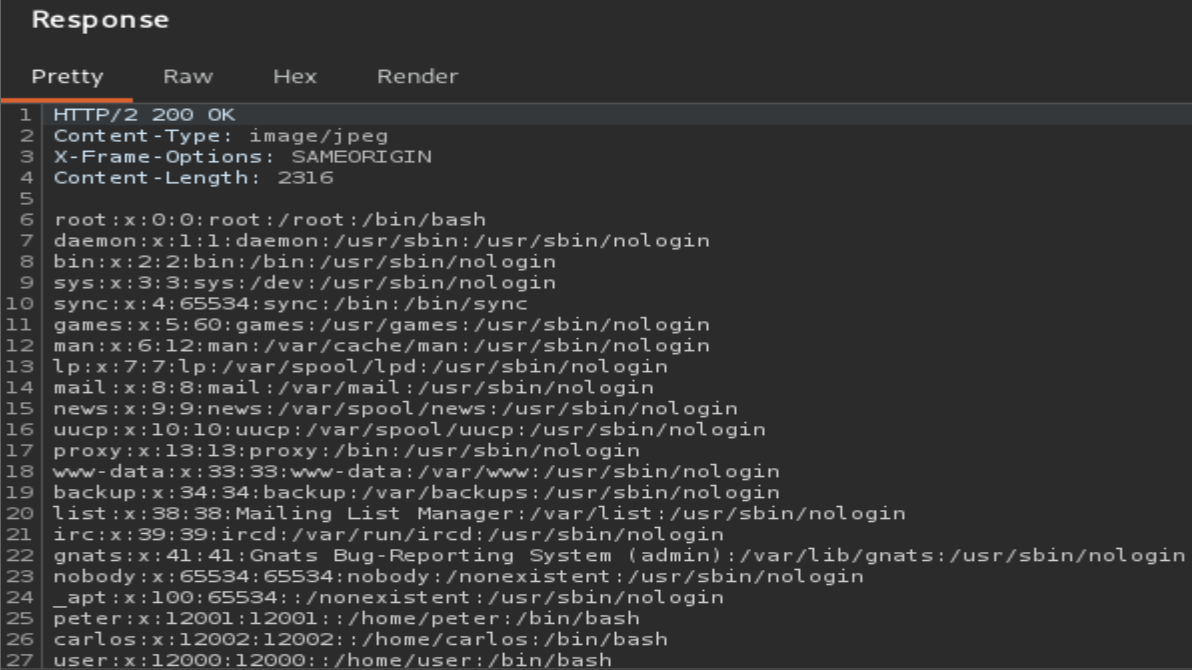 Response
Pretty Raw Hex Render
1 HTTP/2 200 OK
2 Content-Type: image/jpeg
3 X-Frame-Options: SAMEORIGIN
4 Content-Length: 2316
5
6 root:x:0:0:root:/root:/bin/bash
7 daemon:x:1:1:daemon:/usr/sbin:/usr/sbin/nologin
8 bin:x:2:2:bin:/bin:/usr/sbin/nologin
9 sys:x:3:3:sys:/dev:/usr/sbin/nologin
10 sync:x:4:65534:sync:/bin:/bin/sync
11 games:x:5:60:games:/usr/games:/usr/sbin/nologin
12 man:x:6:12:man:/var/cache/man:/usr/sbin/nologin
13 lp:x:7:7:lp:/var/spool/lpd:/usr/sbin/nologin
14 mail:x:8:8:mail:/var/mail:/usr/sbin/nologin
15 news:x:9:9:news:/var/spool/news:/usr/sbin/nologin
16 uucp:x:10:10:uucp:/var/spool/uucp:/usr/sbin/nologin
17 proxy:x:13:13:proxy:/bin:/usr/sbin/nologin
18 www-data:x:33:33:www-data:/var/www:/usr/sbin/nologin
19 backup:x:34:34:backup:/var/backups:/usr/sbin/nologin
20 list:x:38:38:Mailing List Manager:/var/list:/usr/sbin/nologin
21 irc:x:39:39:ircd:/var/run/ircd:/usr/sbin/nologin
22 gnats:x:41:41:Gnats Bug-Reporting System (admin):/var/lib/gnats:/usr/sbin/nologin
23 nobody:x:65534:65534:nobody:/nonexistent:/usr/sbin/nologin
24 _apt:x:100:65534::/nonexistent:/usr/sbin/nologin
25 peter:x:12001:12001::/home/peter:/bin/bash
26 carlos:x:12002:12002::/home/carlos:/bin/bash
27 user:x:12000:12000::/home/user:/bin/bash